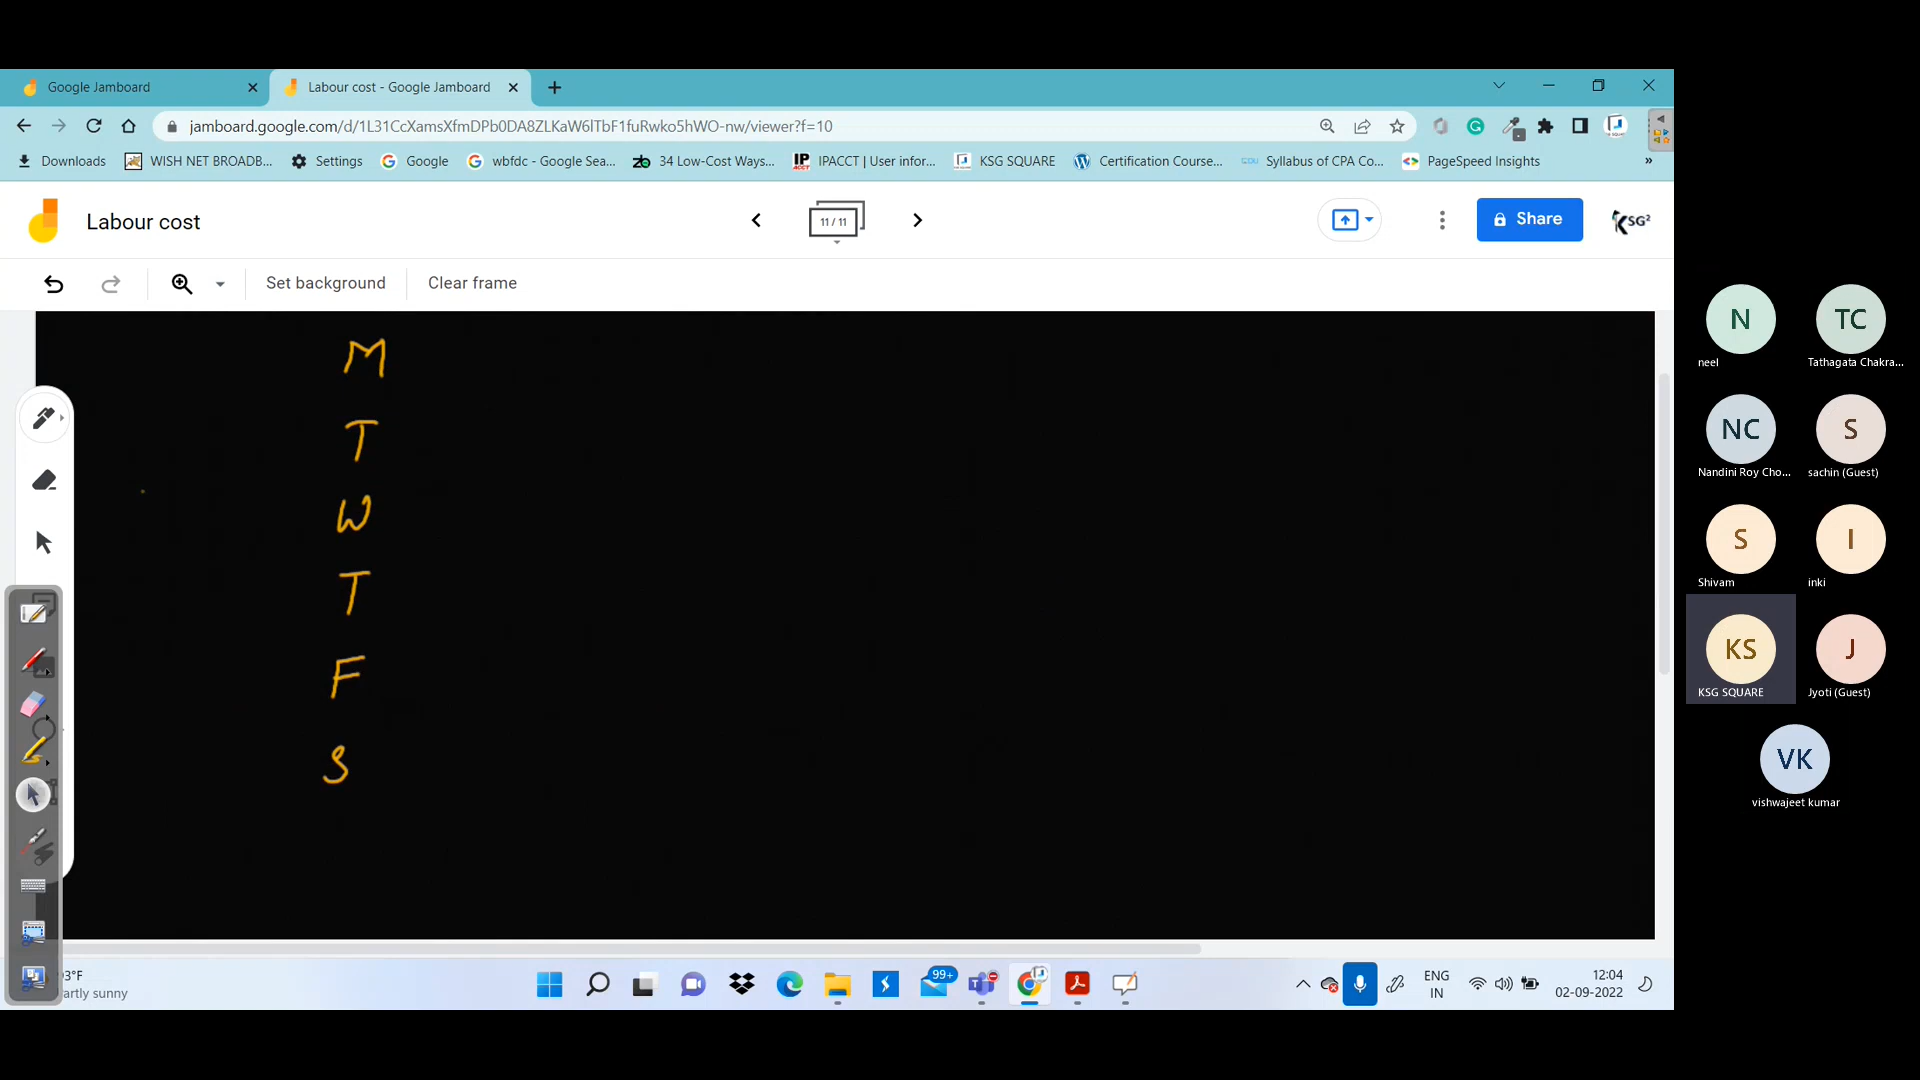 Google Jamboard
Labour cost - Google Jamboard
jamboard.google.com/d/1L31CcXamsXfmDPb0DA8ZLKaW6lTbF1fuRwko5hWO-nw/viewer?f=10
Downloads WISH NET BROADB... Settings Google wbfdc - Google Sea... 34 Low-Cost Ways... IPACCT | User infor... KSG SQUARE Certification Course... Syllabus of CPA Co... PageSpeed Insights »
Labour cost
11 / 11
Share
KSG²
Set background
Clear frame
M
T
W
T
F
S
N
neel
TC
Tathagata Chakra...
NC
Nandini Roy Cho...
S
sachin (Guest)
S
Shivam
I
inki
KS
KSG SQUARE
J
Jyoti (Guest)
VK
vishwajeet kumar
93°F
artly sunny
99+
ENG
IN
12:04
02-09-2022